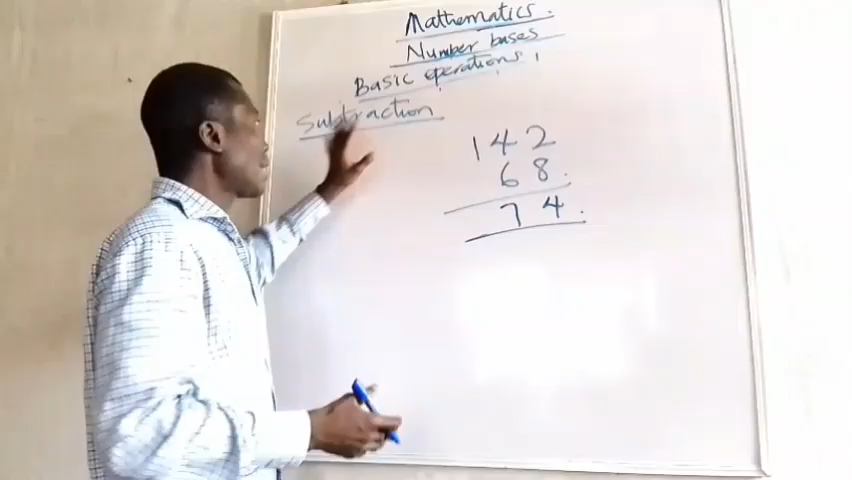 Mathematics.
Number bases
Basic operations
Subtraction
142
68.
74.